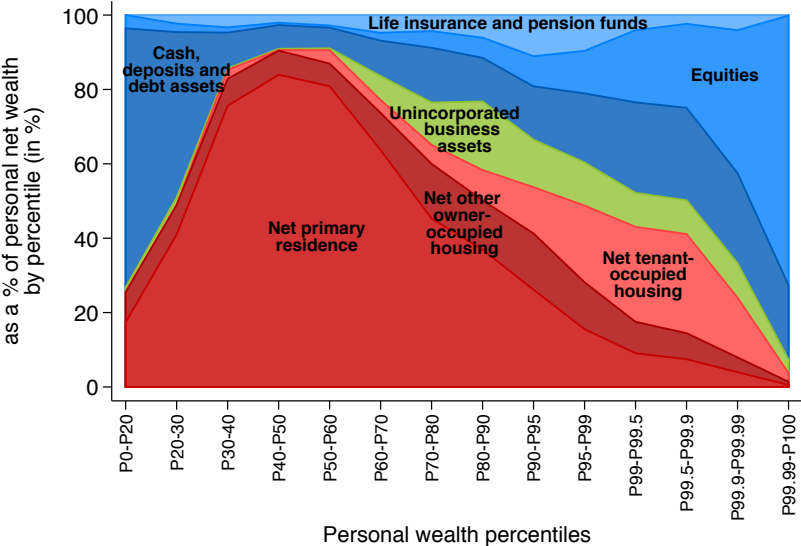 as a % of personal net wealth
by percentile (in %)
100
80
60
40
20
0
Life insurance and pension funds
Cash,
deposits and
debt assets
Equities
Unincorporated
business
assets
Net primary
residence
Net other
owner-
occupied
housing
Net tenant-
occupied
housing
P0-P20
P20-30
P30-40
P40-P50
P50-P60
P60-P70
P70-P80
P80-P90
P90-P95
P95-P99
P99-P99.5
P99.5-P99.9
P99.9-P99.99
P99.99-P100
Personal wealth percentiles